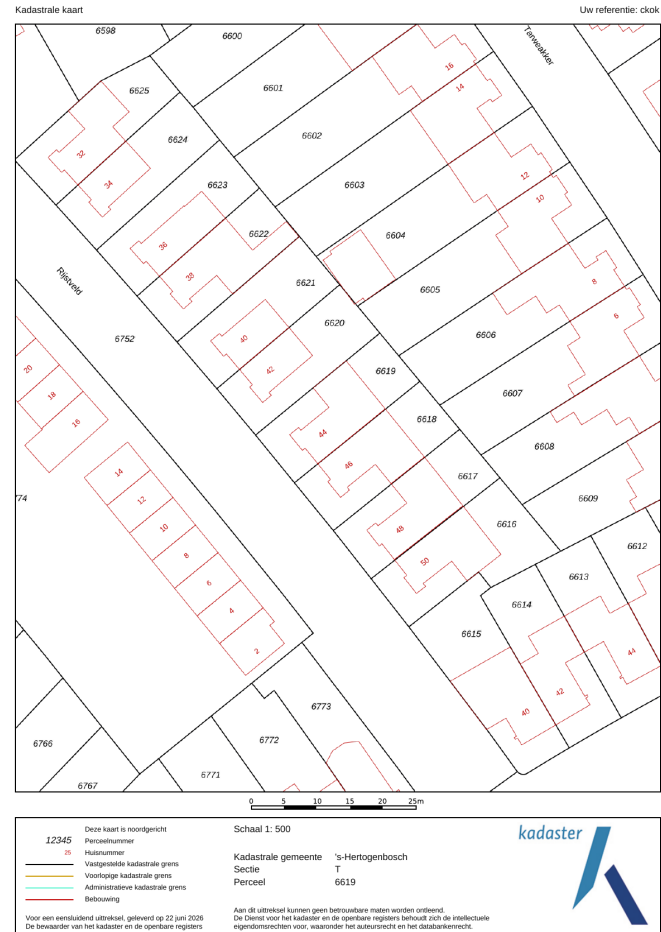 Kadastrale kaart
Uw referentie: ckok
6598
6600
Tarweakker
16
6625
6601
14
6624
6602
32
34
6623
6603
12
10
36
6622
6604
38
Rijstveld
6621
6605
8
6620
6
6752
40
6606
20
42
6619
18
6607
16
44
6618
6608
46
14
6617
774
12
6609
10
48
6616
6612
8
50
6613
6
6614
4
6615
2
44
42
6773
40
6766
6772
6771
6767
0 5 10 15 20 25m
Deze kaart is noordgericht
12345 Perceelnummer
25 Huisnummer
Vastgestelde kadastrale grens
Voorlopige kadastrale grens
Administratieve kadastrale grens
Bebouwing
Voor een eensluidend uittreksel, geleverd op 22 juni 2026
De bewaarder van het kadaster en de openbare registers
Schaal 1: 500
Kadastrale gemeente 's-Hertogenbosch
Sectie T
Perceel 6619
Aan dit uittreksel kunnen geen betrouwbare maten worden ontleend.
De Dienst voor het kadaster en de openbare registers behoudt zich de intellectuele
eigendomsrechten voor, waaronder het auteursrecht en het databankenrecht.
kadaster